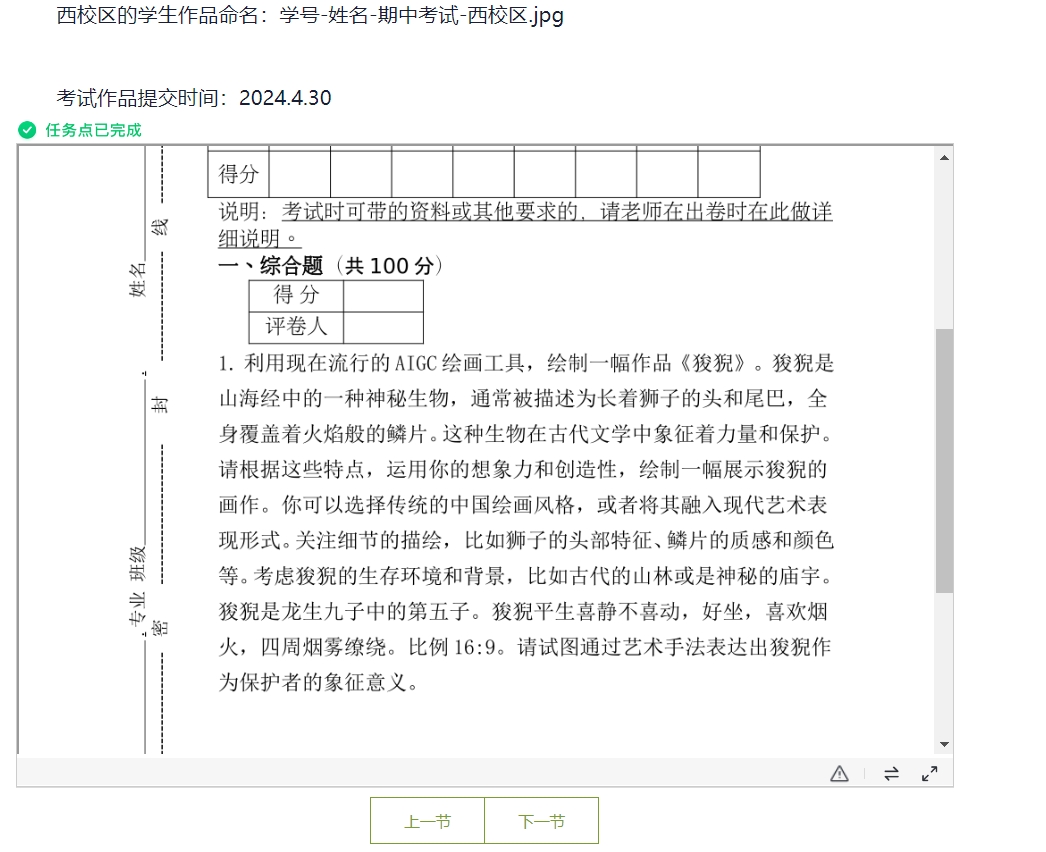 西校区的学生作品命名：学号-姓名-期中考试-西校区.jpg
考试作品提交时间：2024.4.30
任务点已完成
得分
说明：考试时可带的资料或其他要求的，请老师在出卷时在此做详
细说明。
一、综合题（共 100 分）
得 分
评卷人
1. 利用现在流行的 AIGC 绘画工具，绘制一幅作品《狻猊》。狻猊是
山海经中的一种神秘生物，通常被描述为长着狮子的头和尾巴，全
身覆盖着火焰般的鳞片。这种生物在古代文学中象征着力量和保护。
请根据这些特点，运用你的想象力和创造性，绘制一幅展示狻猊的
画作。你可以选择传统的中国绘画风格，或者将其融入现代艺术表
现形式。关注细节的描绘，比如狮子的头部特征、鳞片的质感和颜色
等。考虑狻猊的生存环境和背景，比如古代的山林或是神秘的庙宇。
狻猊是龙生九子中的第五子。狻猊平生喜静不喜动，好坐，喜欢烟
火，四周烟雾缭绕。比例 16:9。请试图通过艺术手法表达出狻猊作
为保护者的象征意义。
线
姓名
封
专业 班级
密
上一节
下一节